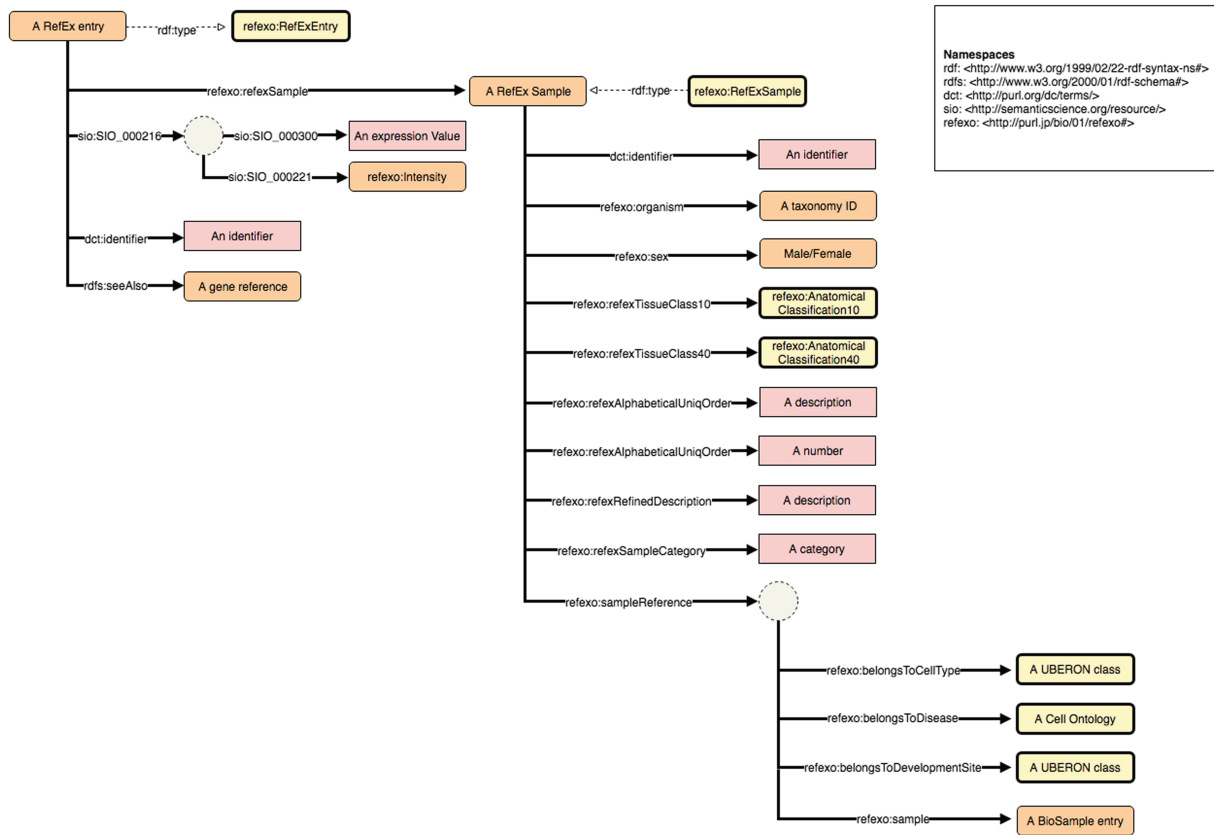 A RefEx entry
rdf:type
refexo:RefExEntry
Namespaces
rdf: <http://www.w3.org/1999/02/22-rdf-syntax-ns#>
rdfs: <http://www.w3.org/2000/01/rdf-schema#>
dct: <http://purl.org/dc/terms/>
sio: <http://semanticscience.org/resource/>
refexo: <http://purl.jp/bio/01/refexo#>
refexo:refexSample
A RefEx Sample
rdf:type
refexo:RefExSample
sio:SIO_000216
sio:SIO_000300
An expression Value
sio:SIO_000221
refexo:Intensity
dct:identifier
An identifier
rdfs:seeAlso
A gene reference
dct:identifier
An identifier
refexo:organism
A taxonomy ID
refexo:sex
Male/Female
refexo:refexTissueClass10
refexo:Anatomical
Classification10
refexo:refexTissueClass40
refexo:Anatomical
Classification40
refexo:refexAlphabeticalUniqOrder
A description
refexo:refexAlphabeticalUniqOrder
A number
refexo:refexRefinedDescription
A description
refexo:refexSampleCategory
A category
refexo:sampleReference
refexo:belongsToCellType
A UBERON class
refexo:belongsToDisease
A Cell Ontology
refexo:belongsToDevelopmentSite
A UBERON class
refexo:sample
A BioSample entry